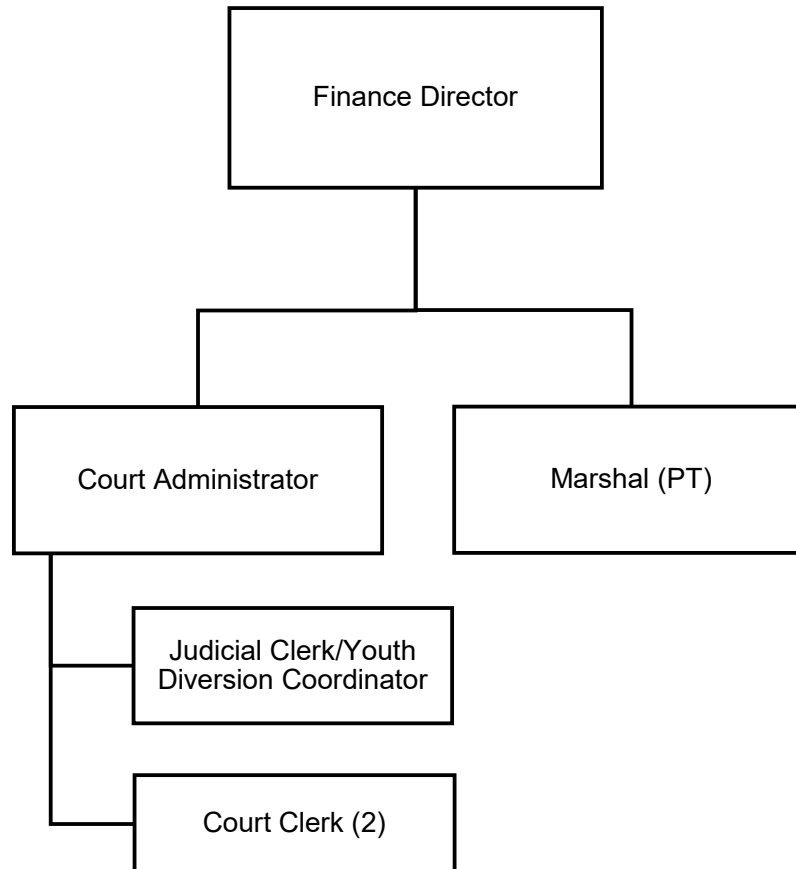 Finance Director
Court Administrator
Marshal (PT)
Judicial Clerk/Youth
Diversion Coordinator
Court Clerk (2)